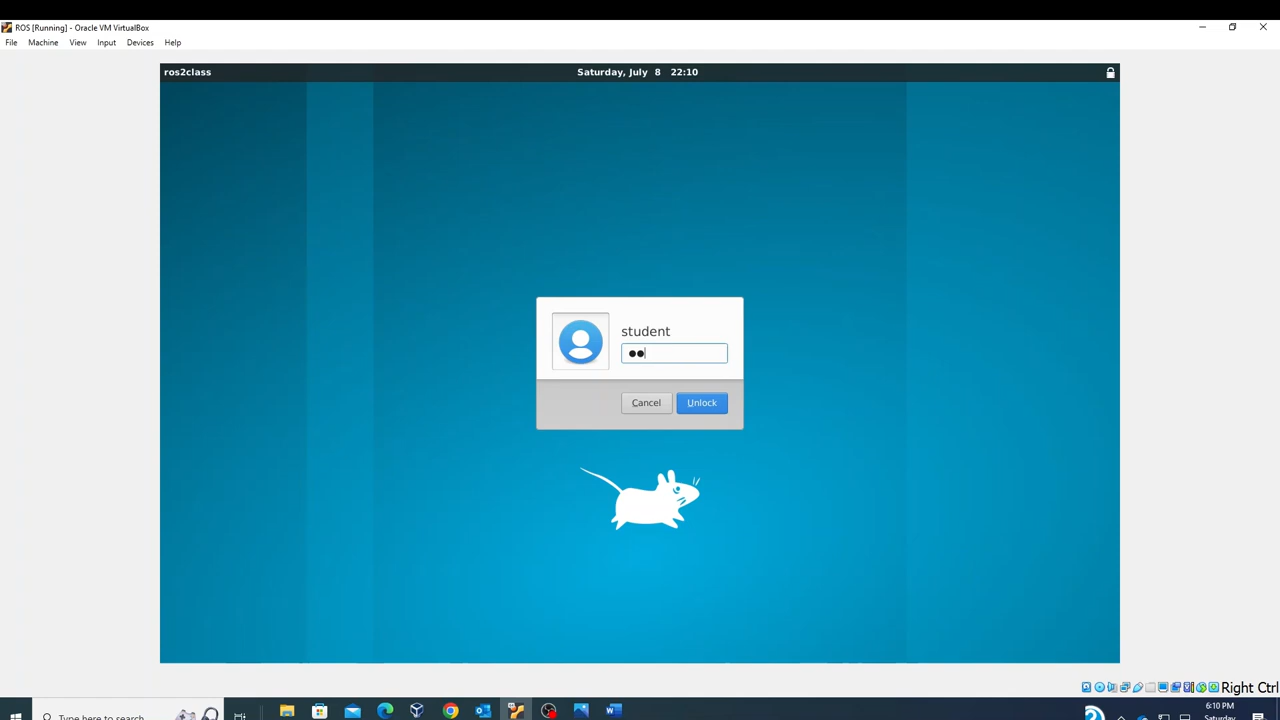 ROS [Running] - Oracle VM VirtualBox
File Machine View Input Devices Help
ros2class Saturday, July 8 22:10
student
Cancel Unlock
Right Ctrl
Type here to search
6:10 PM
Saturday